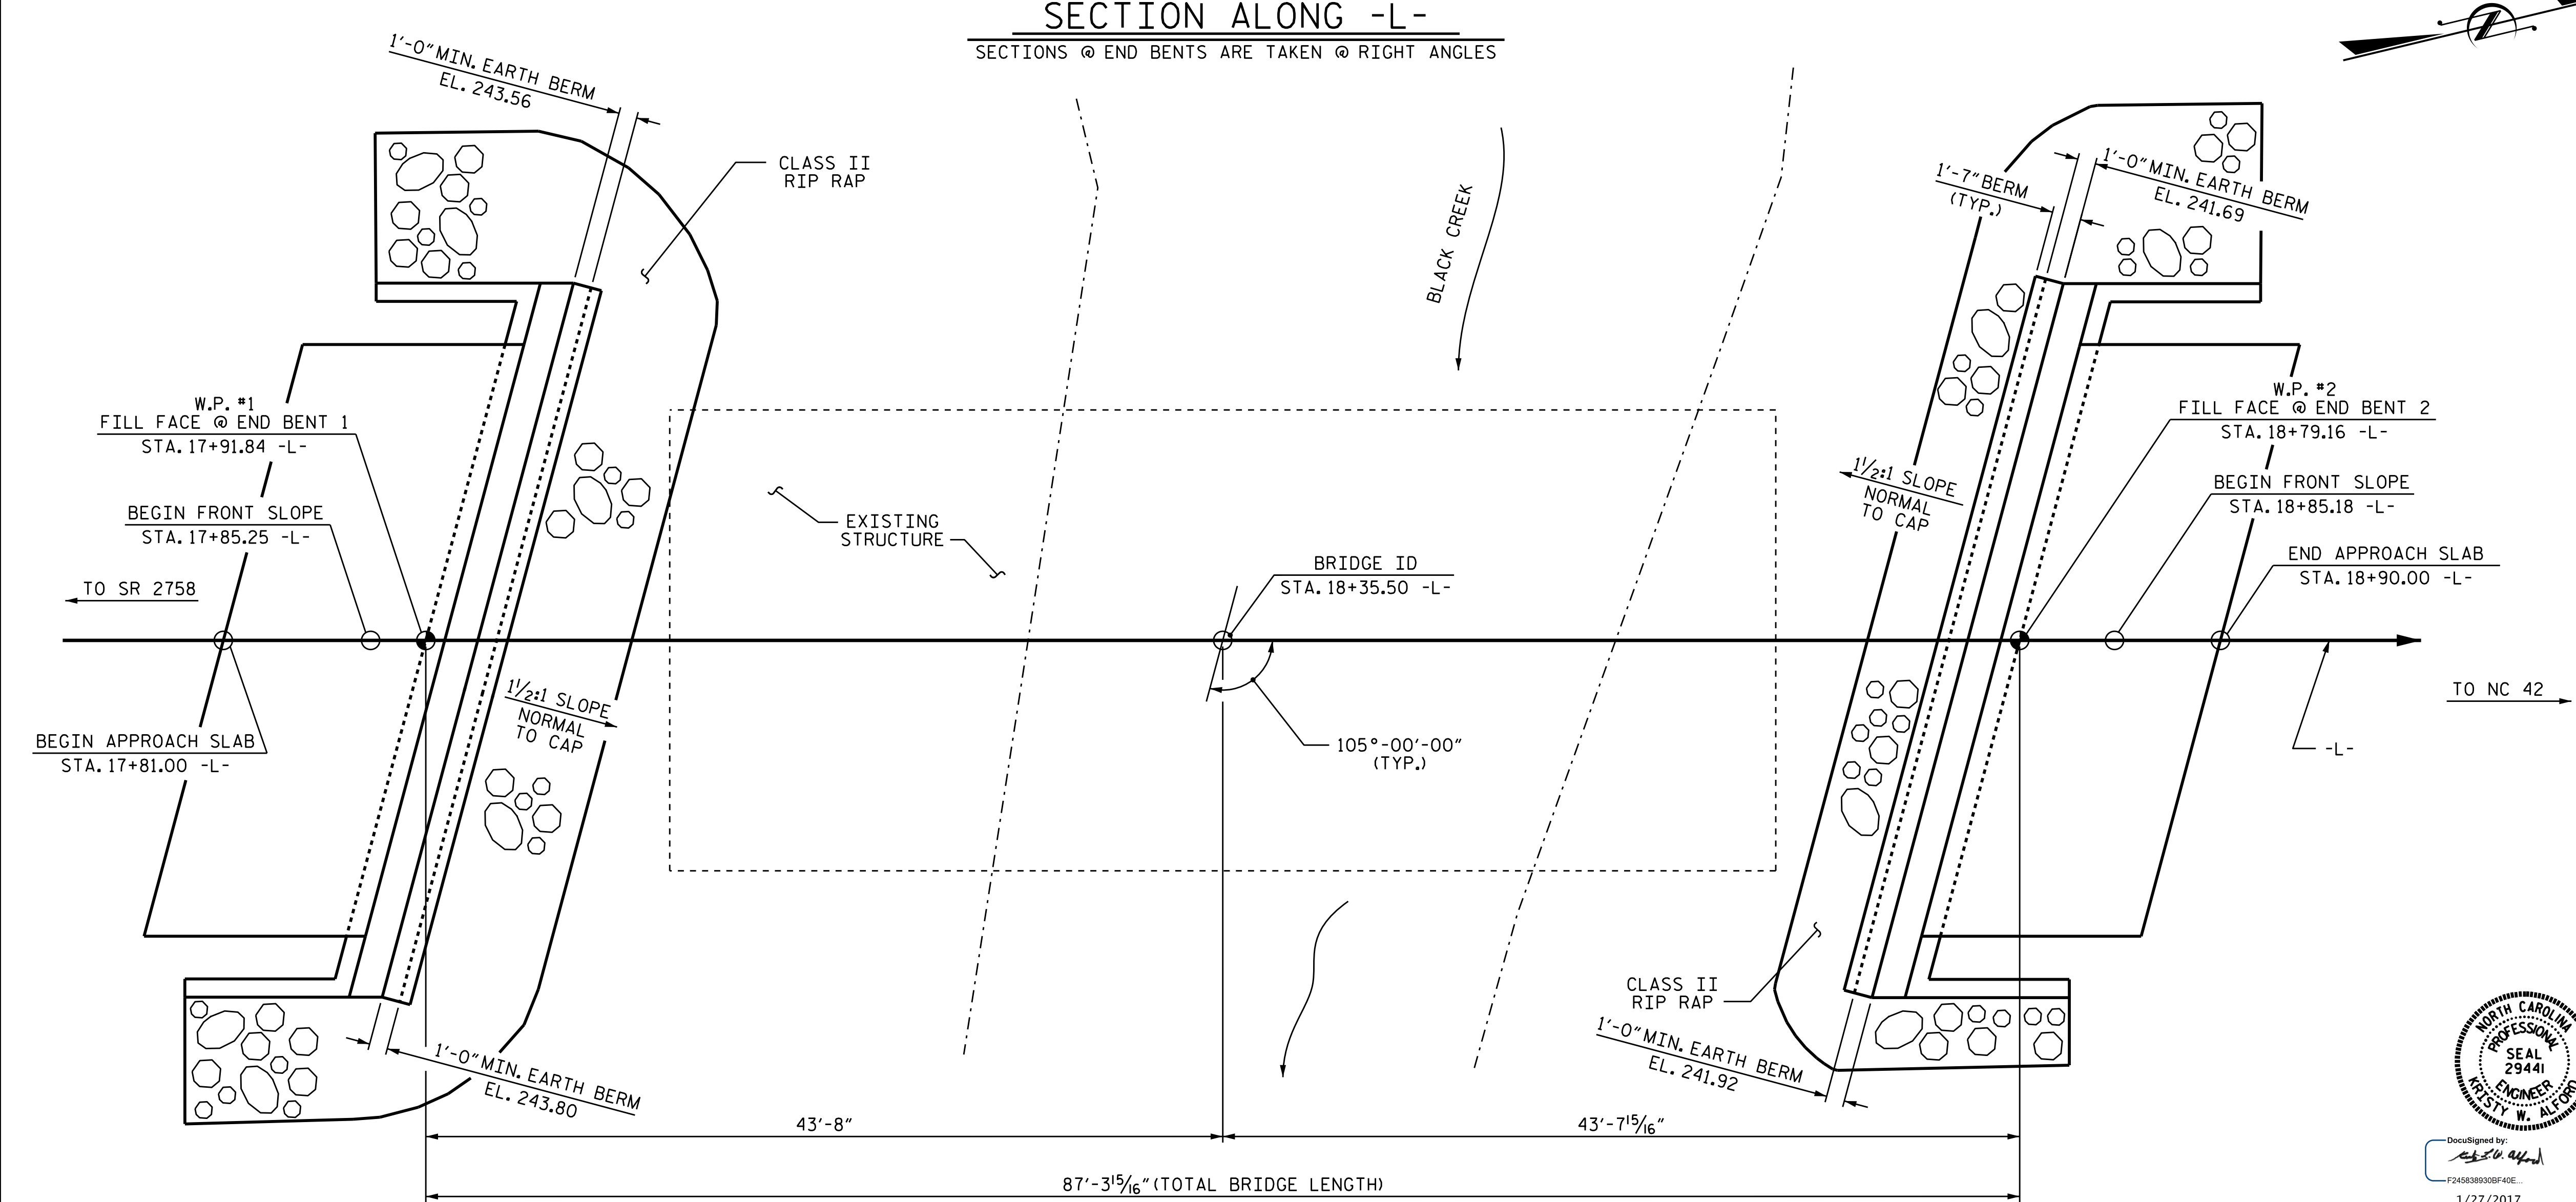 SECTION ALONG -L-
SECTIONS @ END BENTS ARE TAKEN @ RIGHT ANGLES
1'-0" MIN. EARTH BERM
EL. 243.56
CLASS II
RIP RAP
BLACK CREEK
1'-7" BERM
(TYP.)
1'-0" MIN. EARTH BERM
EL. 241.69
W.P. #1
FILL FACE @ END BENT 1
STA. 17+91.84 -L-
BEGIN FRONT SLOPE
STA. 17+85.25 -L-
TO SR 2758
BEGIN APPROACH SLAB
STA. 17+81.00 -L-
1½:1 SLOPE
NORMAL
TO CAP
EXISTING
STRUCTURE
BRIDGE ID
STA. 18+35.50 -L-
105°-00'-00"
(TYP.)
1½:1 SLOPE
NORMAL
TO CAP
W.P. #2
FILL FACE @ END BENT 2
STA. 18+79.16 -L-
BEGIN FRONT SLOPE
STA. 18+85.18 -L-
END APPROACH SLAB
STA. 18+90.00 -L-
TO NC 42
-L-
CLASS II
RIP RAP
1'-0" MIN. EARTH BERM
EL. 243.80
1'-0" MIN. EARTH BERM
EL. 241.92
43'-8"
43'-7 15/16"
87'-3 15/16" (TOTAL BRIDGE LENGTH)
NORTH CAROLINA
PROFESSIONAL
SEAL
29441
ENGINEER
KRISTY W. ALFORD
DocuSigned by:
F245838930BF40E...
1/27/2017